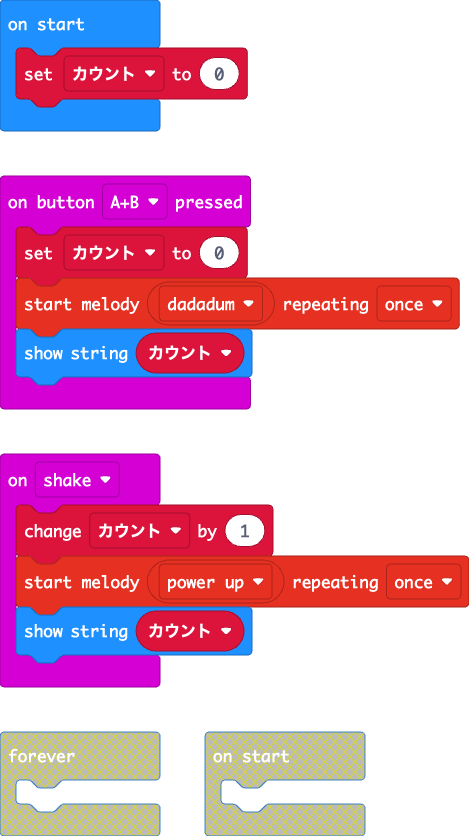 on start
set カウント to 0
on button A+B pressed
set カウント to 0
start melody dadadum repeating once
show string カウント
on shake
change カウント by 1
start melody power up repeating once
show string カウント
forever
on start